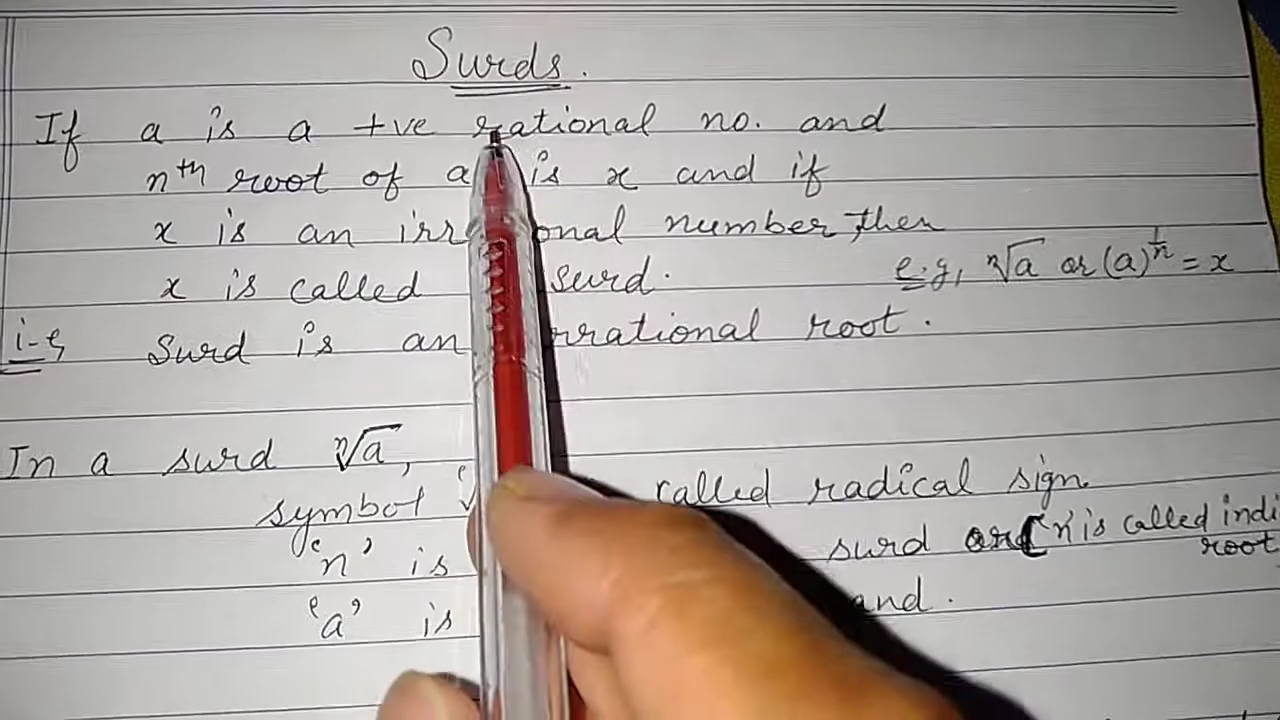 Surds.
If a is a +ve rational no. and
nth root of a is x and if
x is an irr onal number, then
x is called surd.
e.g, ⁿ√a or (a)^1/n = x
i-e, Surd is an rrational root.
In a surd ⁿ√a,
symbol √ called radical sign.
'n' is surd or ('n' is called indi
root
'a' is and.